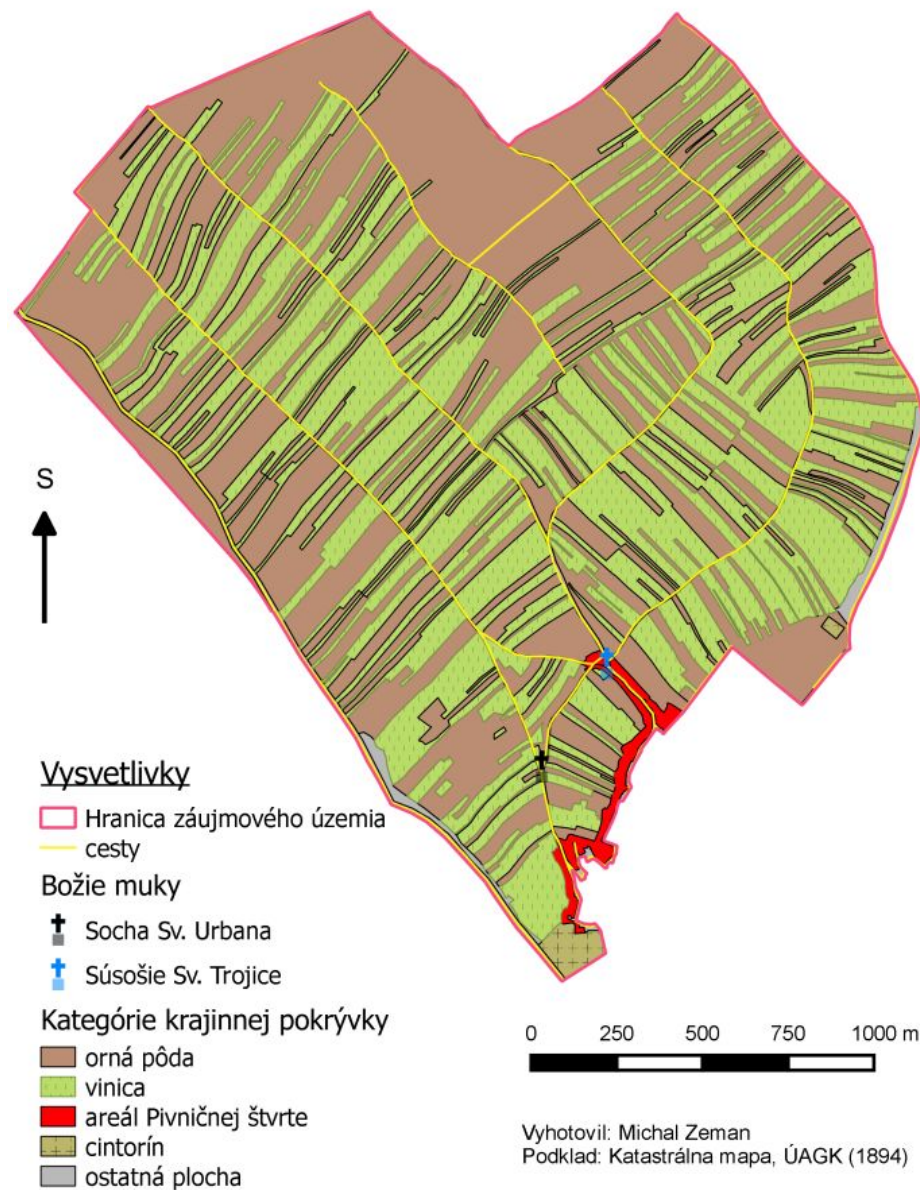 S
Vysvetlivky
Hranica záujmového územia
cesty
Božie muky
Socha Sv. Urbana
Súsošie Sv. Trojice
Kategórie krajinnej pokrývky
orná pôda
vinica
areál Pivničnej štvrte
cintorín
ostatná plocha
0 250 500 750 1000 m
Vyhotovil: Michal Zeman
Podklad: Katastrálna mapa, ÚAGK (1894)